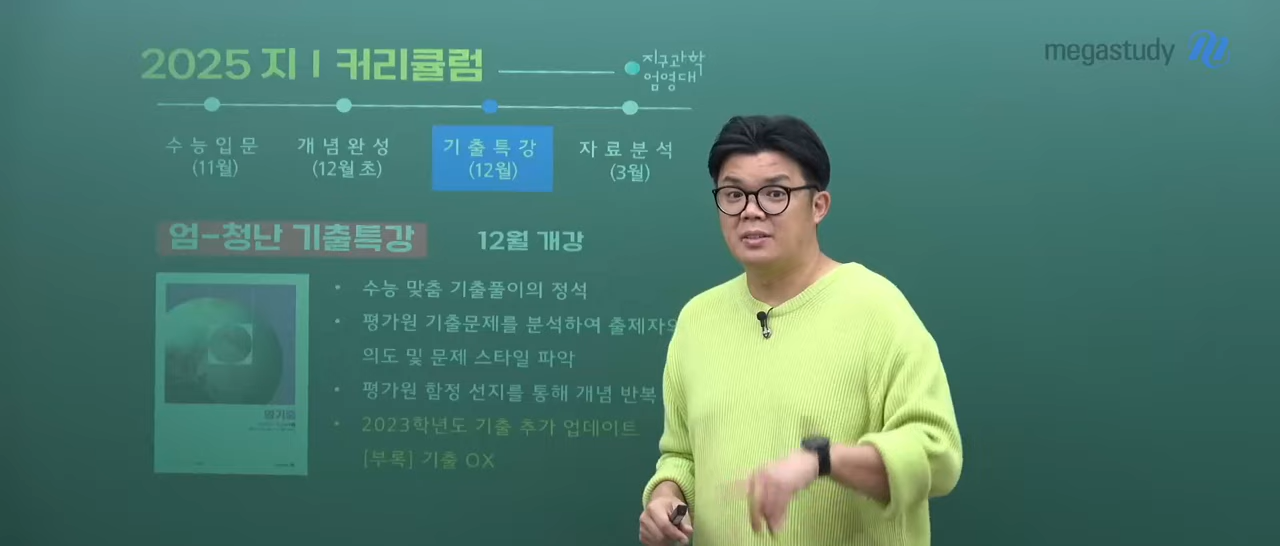 2025 지 I 커리큘럼
지구과학
엄영대
megastudy
수능입문
(11월)
개념완성
(12월 초)
기출특강
(12월)
자료분석
(3월)
엄-청난 기출특강
12월 개강
• 수능 맞춤 기출풀이의 정석
• 평가원 기출문제를 분석하여 출제자의
의도 및 문제 스타일 파악
• 평가원 함정 선지를 통해 개념 반복
• 2023학년도 기출 추가 업데이트
[부록] 기출 OX